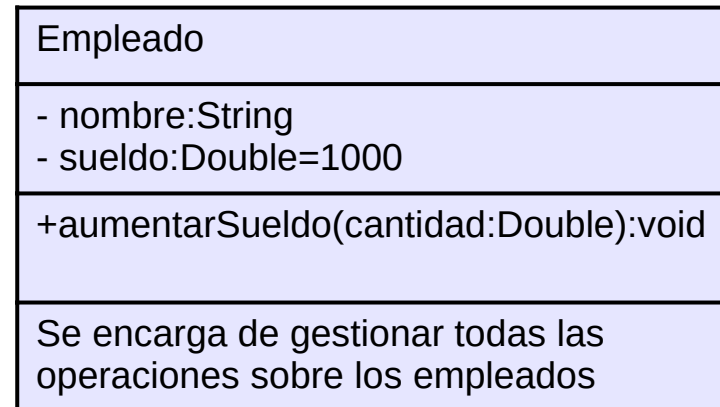 Empleado
- nombre:String
- sueldo:Double=1000
+aumentarSueldo(cantidad:Double):void
Se encarga de gestionar todas las
operaciones sobre los empleados